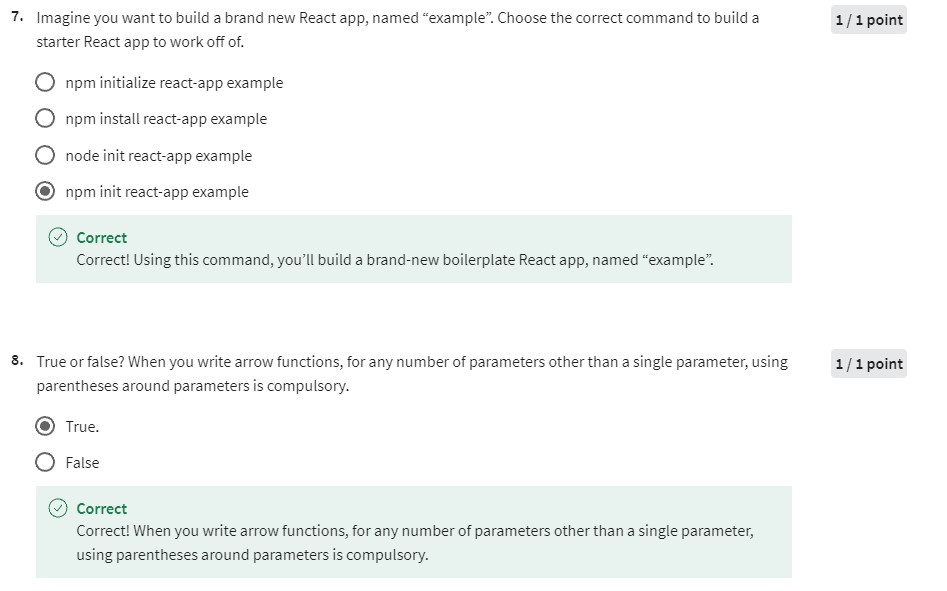 7. Imagine you want to build a brand new React app, named “example”. Choose the correct command to build a
1 / 1 point
starter React app to work off of.
npm initialize react-app example
npm install react-app example
node init react-app example
npm init react-app example
Correct
Correct! Using this command, you’ll build a brand-new boilerplate React app, named “example”.
8. True or false? When you write arrow functions, for any number of parameters other than a single parameter, using
1 / 1 point
parentheses around parameters is compulsory.
True.
False
Correct
Correct! When you write arrow functions, for any number of parameters other than a single parameter,
using parentheses around parameters is compulsory.